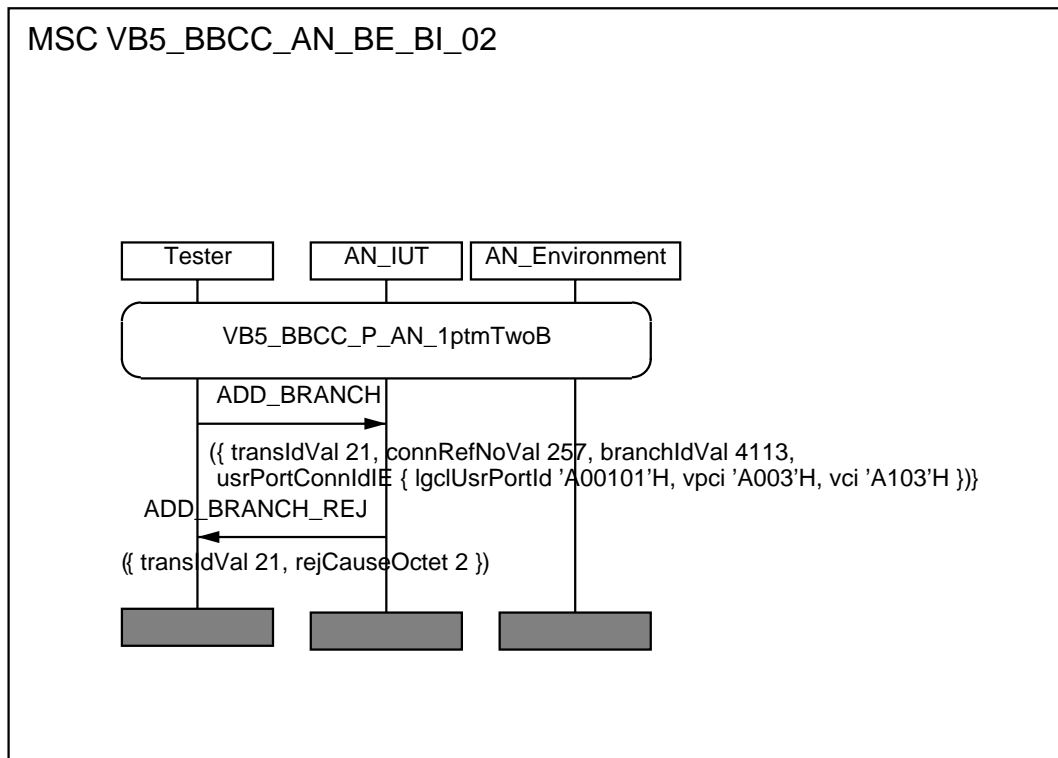 MSC VB5_BBCC_AN_BE_BI_02
Tester AN_IUT AN_Environment
VB5_BBCC_P_AN_1ptmTwoB
ADD_BRANCH
({ transIdVal 21, connRefNoVal 257, branchIdVal 4113,
usrPortConnIdIE { lgclUsrPortId ’A00101’H, vpci ’A003’H, vci ’A103’H })}
ADD_BRANCH_REJ
({ transIdVal 21, rejCauseOctet 2 })